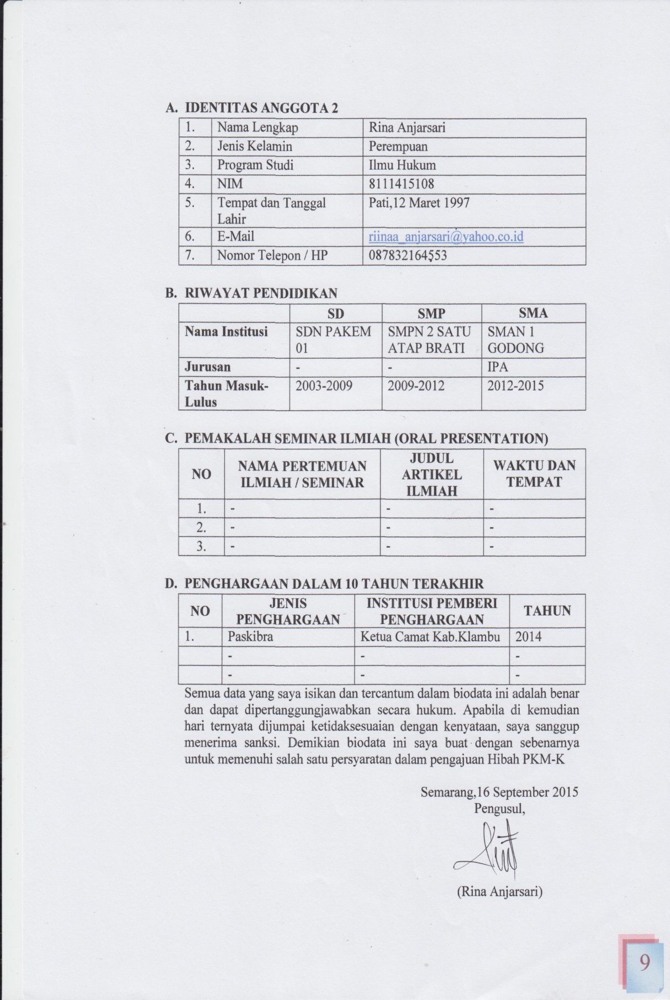 A. IDENTITAS ANGGOTA 2
1. Nama Lengkap Rina Anjarsari
2. Jenis Kelamin Perempuan
3. Program Studi Ilmu Hukum
4. NIM 8111415108
5. Tempat dan Tanggal Pati,12 Maret 1997
Lahir
6. E-Mail riinaa_anjarsari@yahoo.co.id
7. Nomor Telepon / HP 087832164553
B. RIWAYAT PENDIDIKAN
SD SMP SMA
Nama Institusi SDN PAKEM SMPN 2 SATU SMAN 1
01 ATAP BRATI GODONG
Jurusan - - IPA
Tahun Masuk- 2003-2009 2009-2012 2012-2015
Lulus
C. PEMAKALAH SEMINAR ILMIAH (ORAL PRESENTATION)
NO NAMA PERTEMUAN ILMIAH / SEMINAR JUDUL ARTIKEL ILMIAH WAKTU DAN TEMPAT
1. - - -
2. - - -
3. - - -
D. PENGHARGAAN DALAM 10 TAHUN TERAKHIR
NO JENIS PENGHARGAAN INSTITUSI PEMBERI PENGHARGAAN TAHUN
1. Paskibra Ketua Camat Kab.Klambu 2014
- - -
- - -
Semua data yang saya isikan dan tercantum dalam biodata ini adalah benar
dan dapat dipertanggungjawabkan secara hukum. Apabila di kemudian
hari ternyata dijumpai ketidaksesuaian dengan kenyataan, saya sanggup
menerima sanksi. Demikian biodata ini saya buat dengan sebenarnya
untuk memenuhi salah satu persyaratan dalam pengajuan Hibah PKM-K
Semarang,16 September 2015
Pengusul,
(Rina Anjarsari)
9